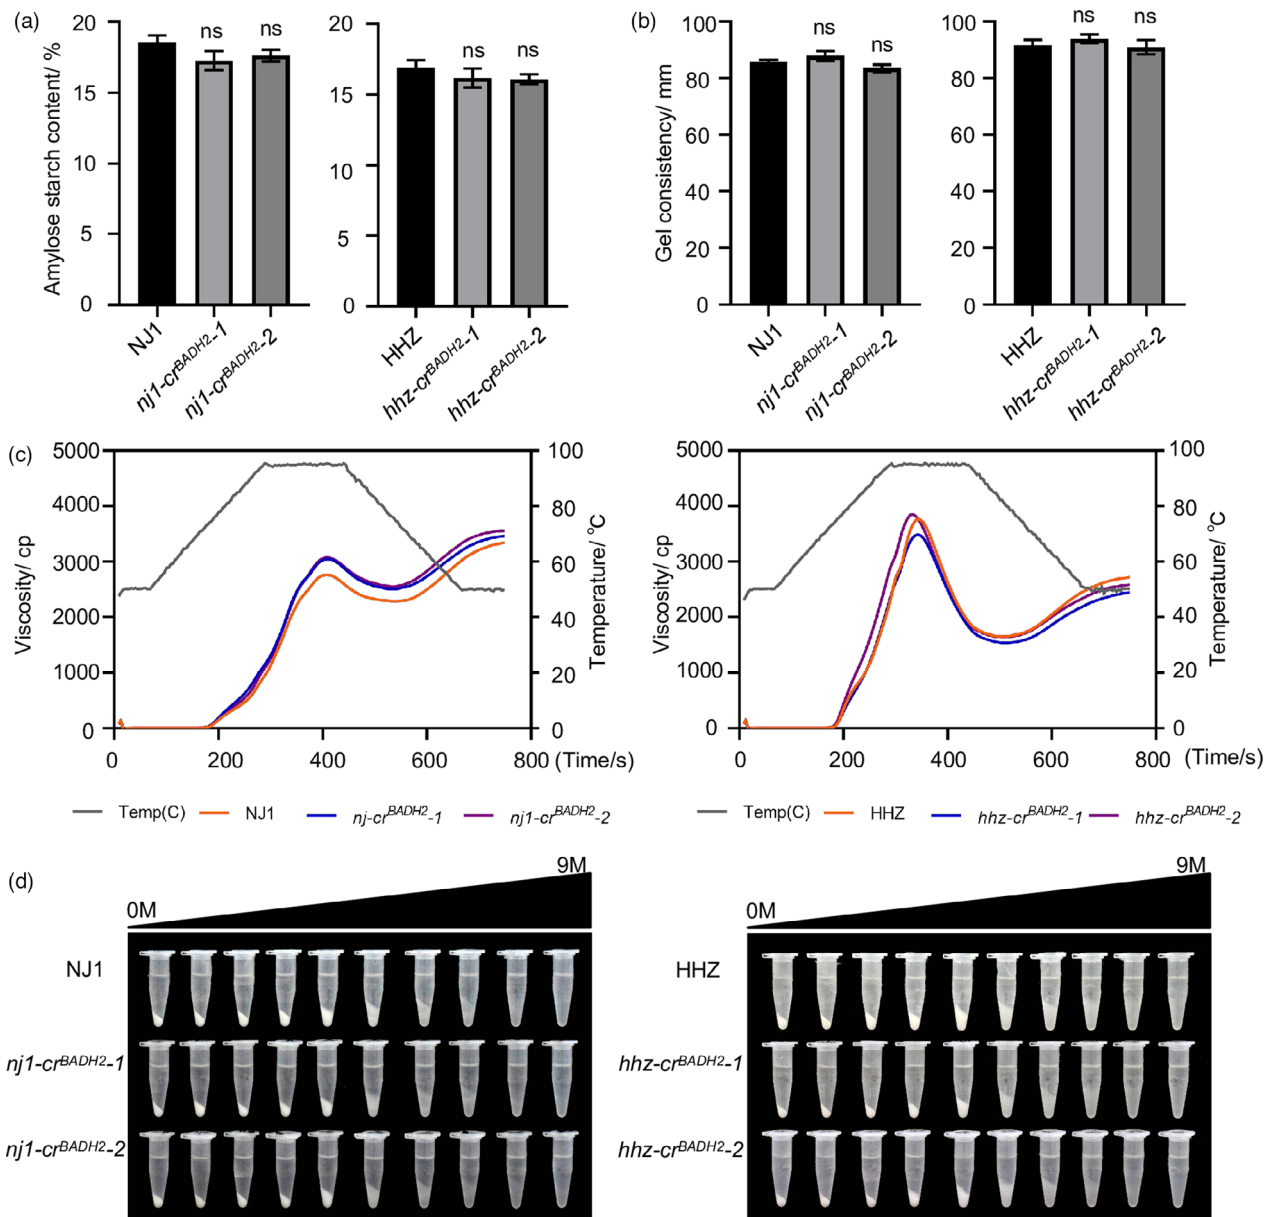 (a)
Amylose starch content/ %
20
15
10
5
0
ns
ns
NJ1
nj1-cr^BADH2-1
nj1-cr^BADH2-2
20
15
10
5
0
ns
ns
HHZ
hhz-cr^BADH2-1
hhz-cr^BADH2-2
(b)
Gel consistency/ mm
100
80
60
40
20
0
ns
ns
NJ1
nj1-cr^BADH2-1
nj1-cr^BADH2-2
100
80
60
40
20
0
ns
ns
HHZ
hhz-cr^BADH2-1
hhz-cr^BADH2-2
(c)
Viscosity/ cp
5000
4000
3000
2000
1000
0
100
80
60
40
20
0
Temperature/ °C
0 200 400 600 800 (Time/s)
Temp(C) NJ1 nj-cr^BADH2-1 nj1-cr^BADH2-2
Viscosity/ cp
5000
4000
3000
2000
1000
0
100
80
60
40
20
0
Temperature/ °C
0 200 400 600 800 (Time/s)
Temp(C) HHZ hhz-cr^BADH2-1 hhz-cr^BADH2-2
(d)
0M
9M
NJ1
nj1-cr^BADH2-1
nj1-cr^BADH2-2
0M
9M
HHZ
hhz-cr^BADH2-1
hhz-cr^BADH2-2